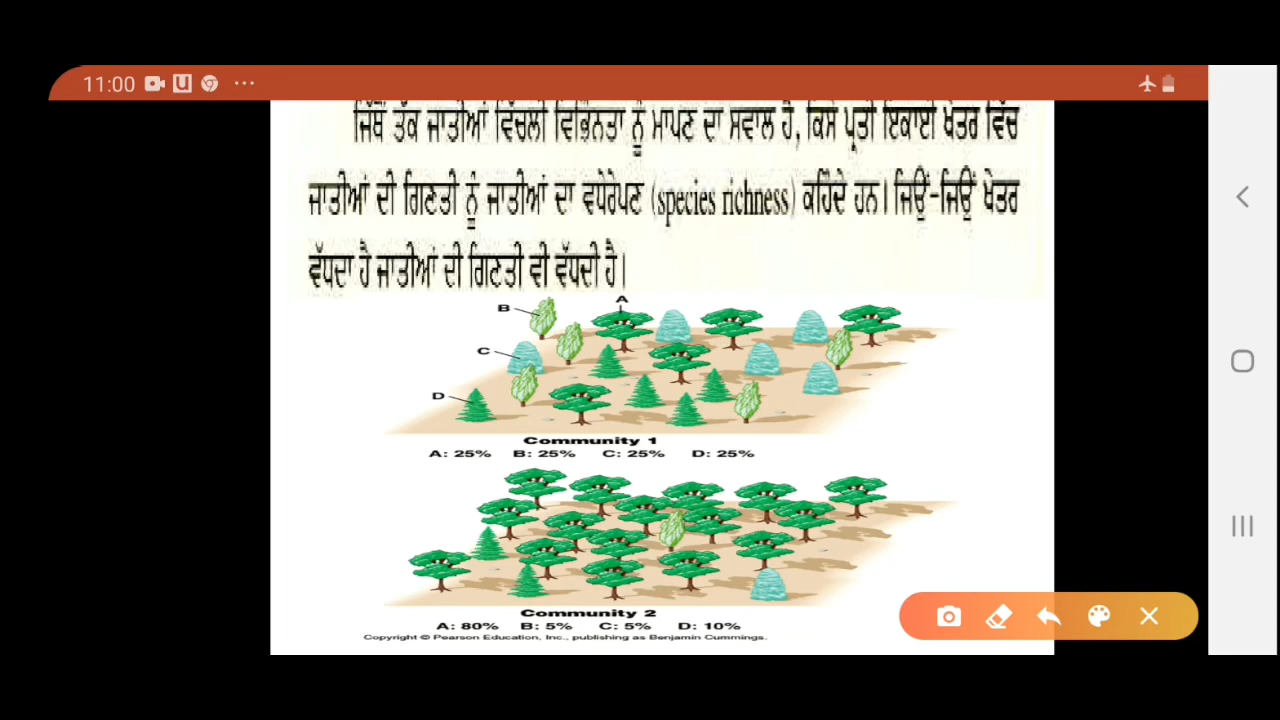 11:00
ਜਿੱਥੋਂ ਤੱਕ ਜਾਤੀਆਂ ਵਿੱਚਲੀ ਵਿਭਿੰਨਤਾ ਨੂੰ ਮਾਪਣ ਦਾ ਸਵਾਲ ਹੈ, ਕਿਸੇ ਪ੍ਰਤੀ ਇਕਾਈ ਖੇਤਰ ਵਿੱਚ
ਜਾਤੀਆਂ ਦੀ ਗਿਣਤੀ ਨੂੰ ਜਾਤੀਆਂ ਦਾ ਵਧੇਰੇਪਣ (species richness) ਕਹਿੰਦੇ ਹਨ। ਜਿਉਂ-ਜਿਉਂ ਖੇਤਰ
ਵੱਧਦਾ ਹੈ ਜਾਤੀਆਂ ਦੀ ਗਿਣਤੀ ਵੀ ਵੱਧਦੀ ਹੈ।
B A
C
D
Community 1
A: 25% B: 25% C: 25% D: 25%
Community 2
A: 80% B: 5% C: 5% D: 10%
Copyright © Pearson Education, Inc., publishing as Benjamin Cummings.